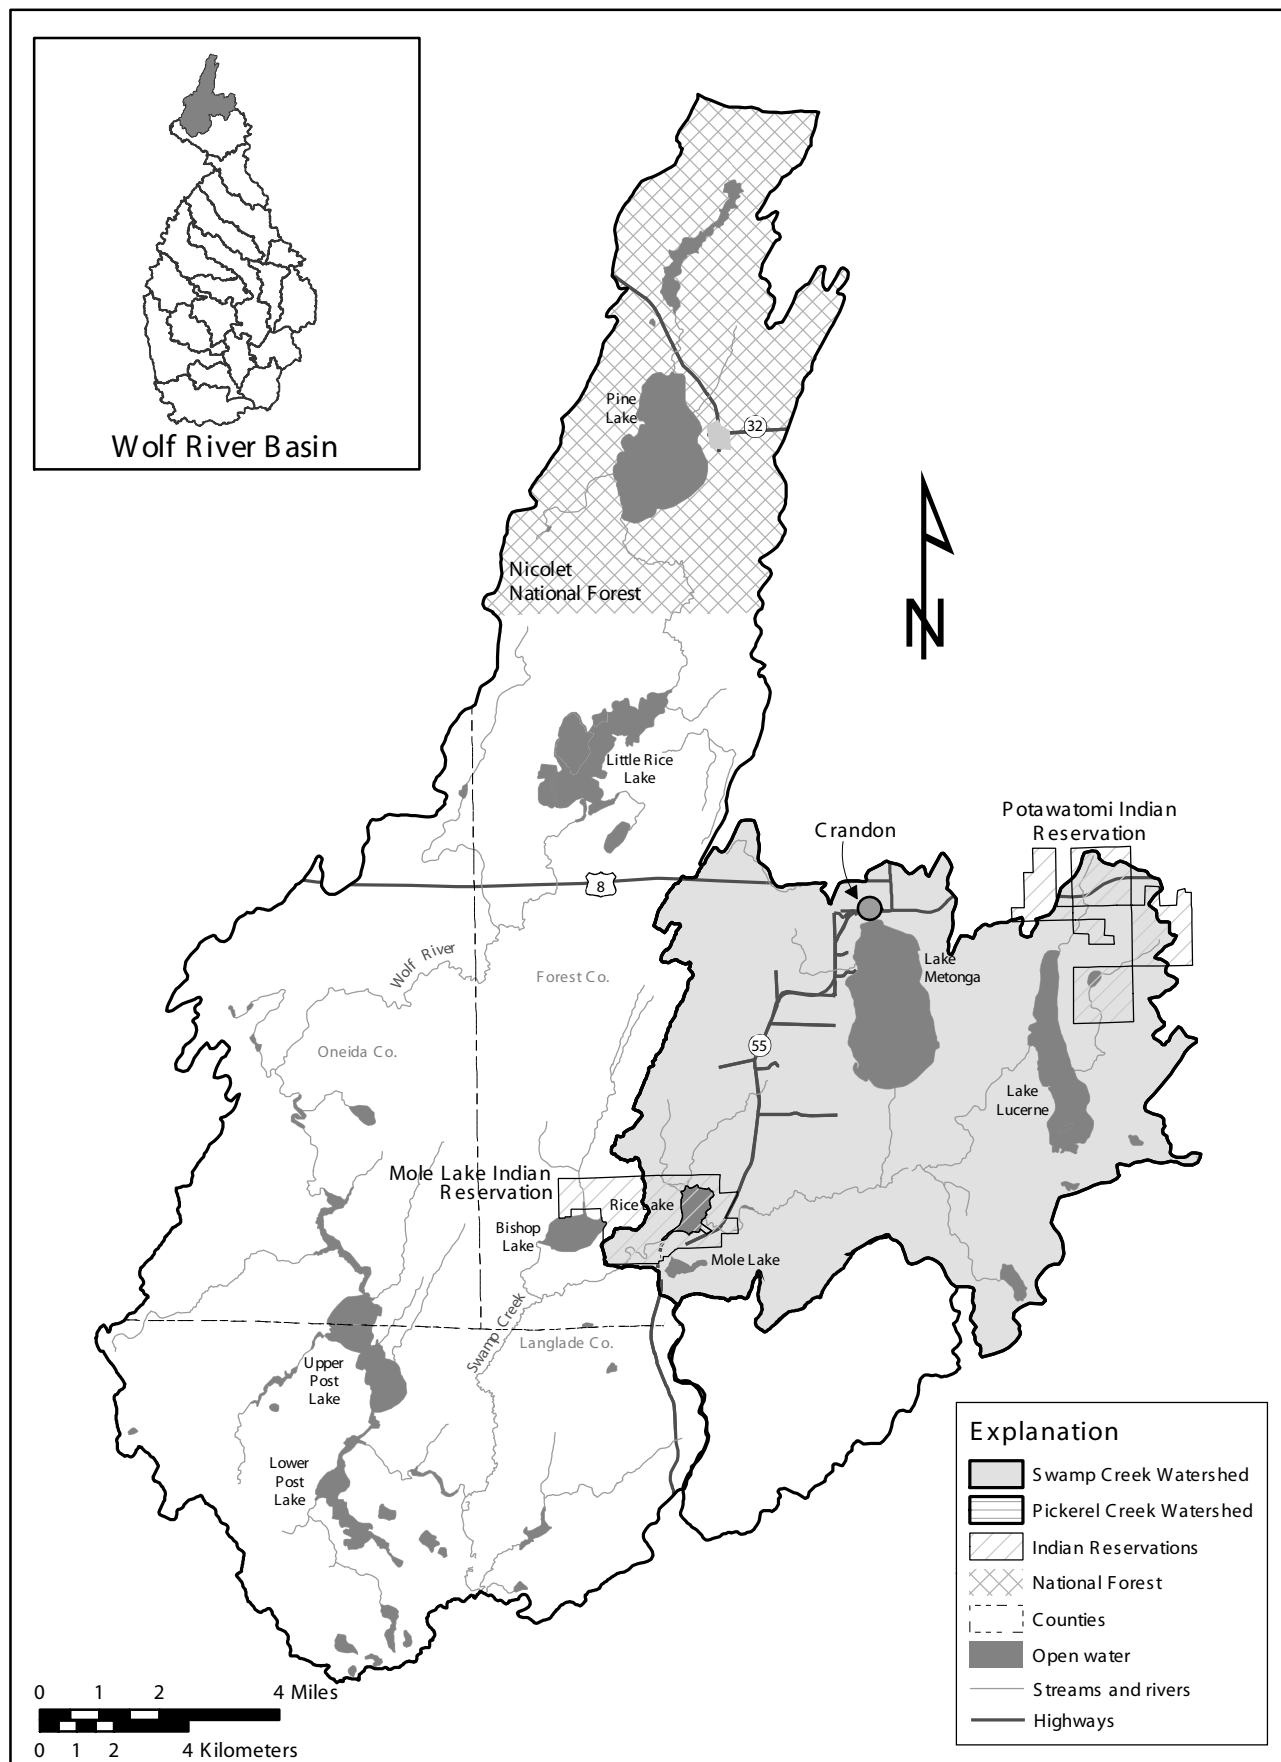 Wolf River Basin
Pine
Lake
32
Nicolet
National Forest
N
Little Rice
Lake
Potawatomi Indian
Reservation
Crandon
8
Wolf River
Forest Co.
Lake
Metonga
Oneida Co.
55
Lake
Lucerne
Mole Lake Indian
Reservation
Rice Lake
Bishop
Lake
Mole Lake
Swamp Creek
Langlade Co.
Upper
Post
Lake
Lower
Post
Lake
Explanation
Swamp Creek Watershed
Pickerel Creek Watershed
Indian Reservations
National Forest
Counties
Open water
Streams and rivers
Highways
0 1 2 4 Miles
0 1 2 4 Kilometers